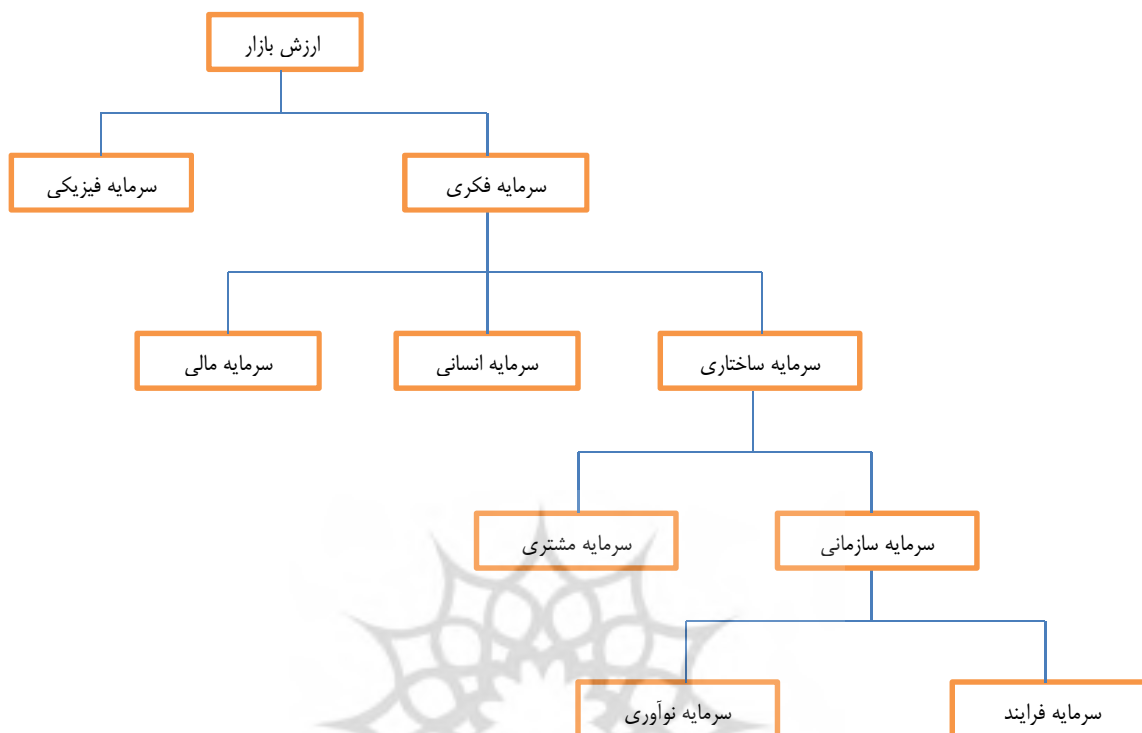 ارزش بازار
سرمایه فکری
سرمایه فیزیکی
سرمایه ساختاری
سرمایه انسانی
سرمایه مالی
سرمایه سازمانی
سرمایه مشتری
سرمایه فرایند
سرمایه نوآوری